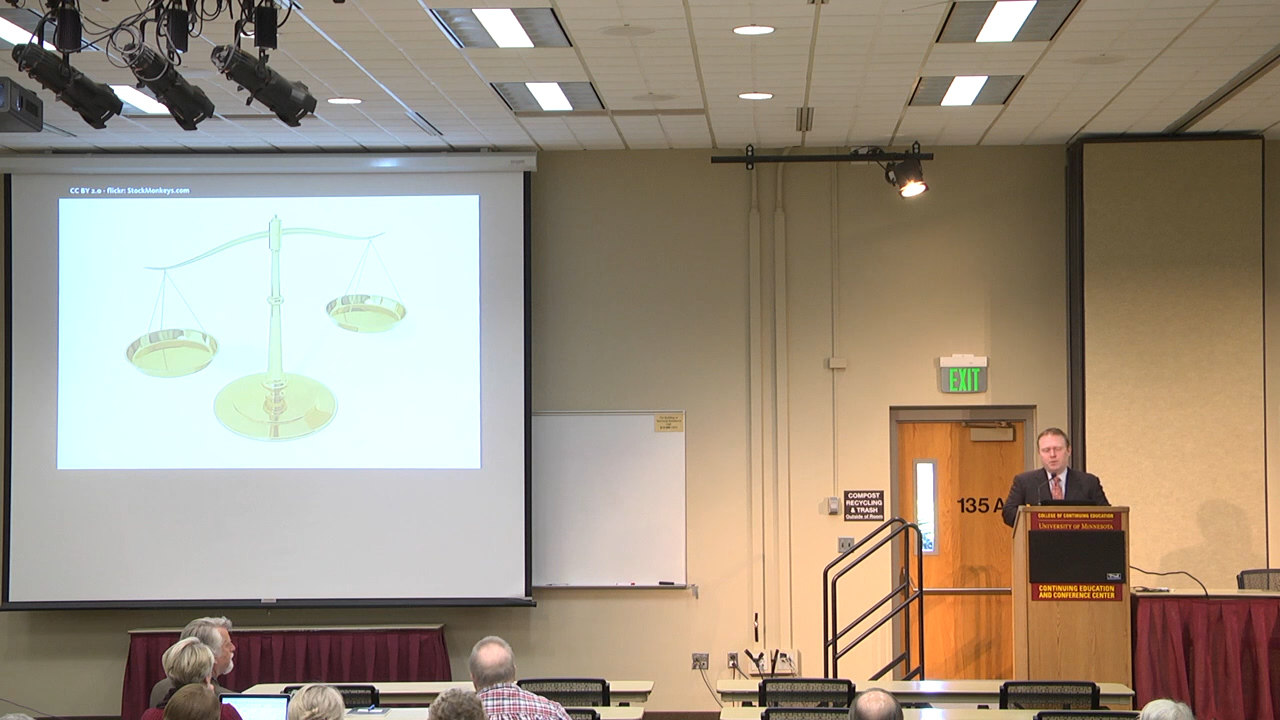 CC BY 2.0 - flickr: StockMonkeys.com
EXIT
COMPOST
RECYCLING
& TRASH
Outside of Room
135 A
COLLEGE OF CONTINUING EDUCATION
UNIVERSITY OF MINNESOTA
CONTINUING EDUCATION
AND CONFERENCE CENTER